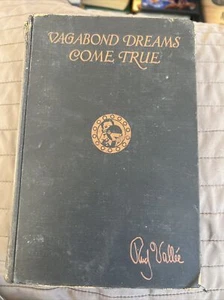 VAGABOND DREAMS
COME TRUE
Rudy Vallée